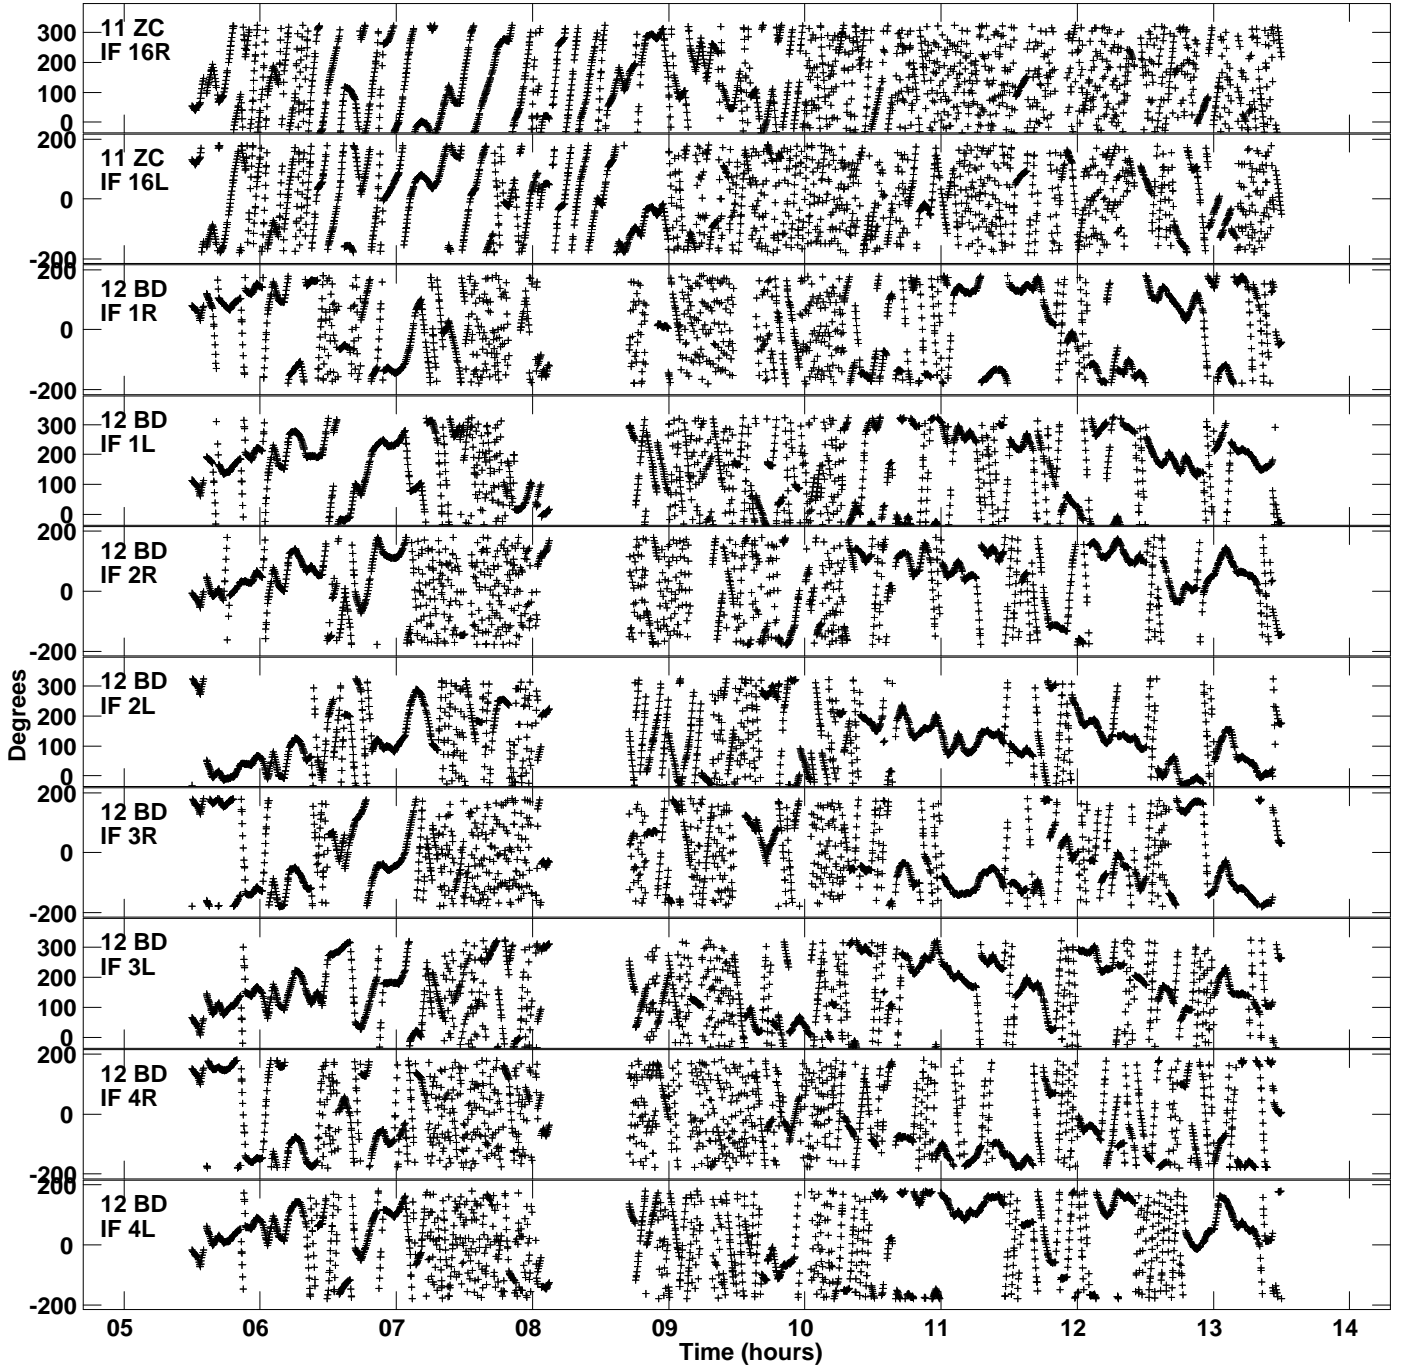 11 ZC
IF 16R
300
200
100
0
11 ZC
IF 16L
200
0
-200
12 BD
IF 1R
200
0
-200
12 BD
IF 1L
300
200
100
0
12 BD
IF 2R
200
0
-200
12 BD
IF 2L
300
200
100
0
12 BD
IF 3R
200
0
-200
12 BD
IF 3L
300
200
100
0
12 BD
IF 4R
200
0
-200
12 BD
IF 4L
200
0
-200
Degrees
05 06 07 08 09 10 11 12 13 14
Time (hours)